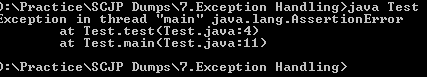 D:\Practice\SCJP Dumps\7.Exception Handling>java Test
Exception in thread "main" java.lang.AssertionError
at Test.test(Test.java:4)
at Test.main(Test.java:11)
D:\Practice\SCJP Dumps\7.Exception Handling>